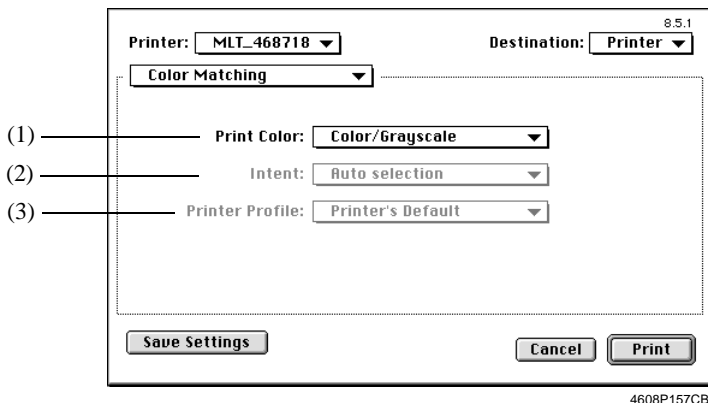 8.5.1
Printer: MLT_468718 Destination: Printer
Color Matching
(1) Print Color: Color/Grayscale
(2) Intent: Auto selection
(3) Printer Profile: Printer's Default
Save Settings Cancel Print
4608P157CB